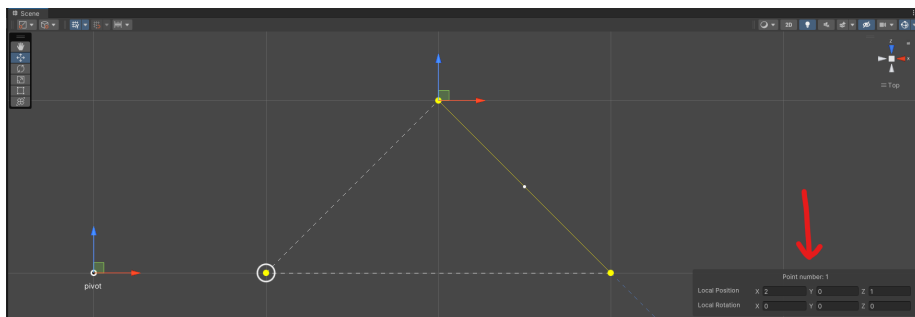 Scene
2D
z
x
Top
pivot
Point number: 1
Local Position X 2 Y 0 Z 1
Local Rotation X 0 Y 0 Z 0